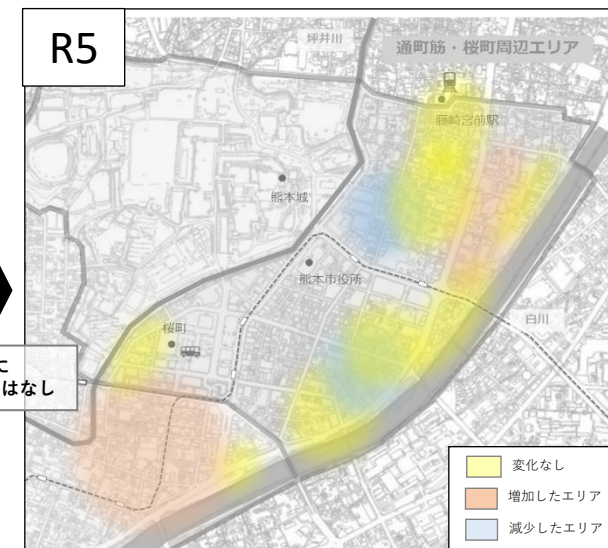 R5
坪井川
通町筋・桜町周辺エリア
藤崎宮前駅
熊本城
熊本市役所
桜町
白川
に
はなし
変化なし
増加したエリア
減少したエリア